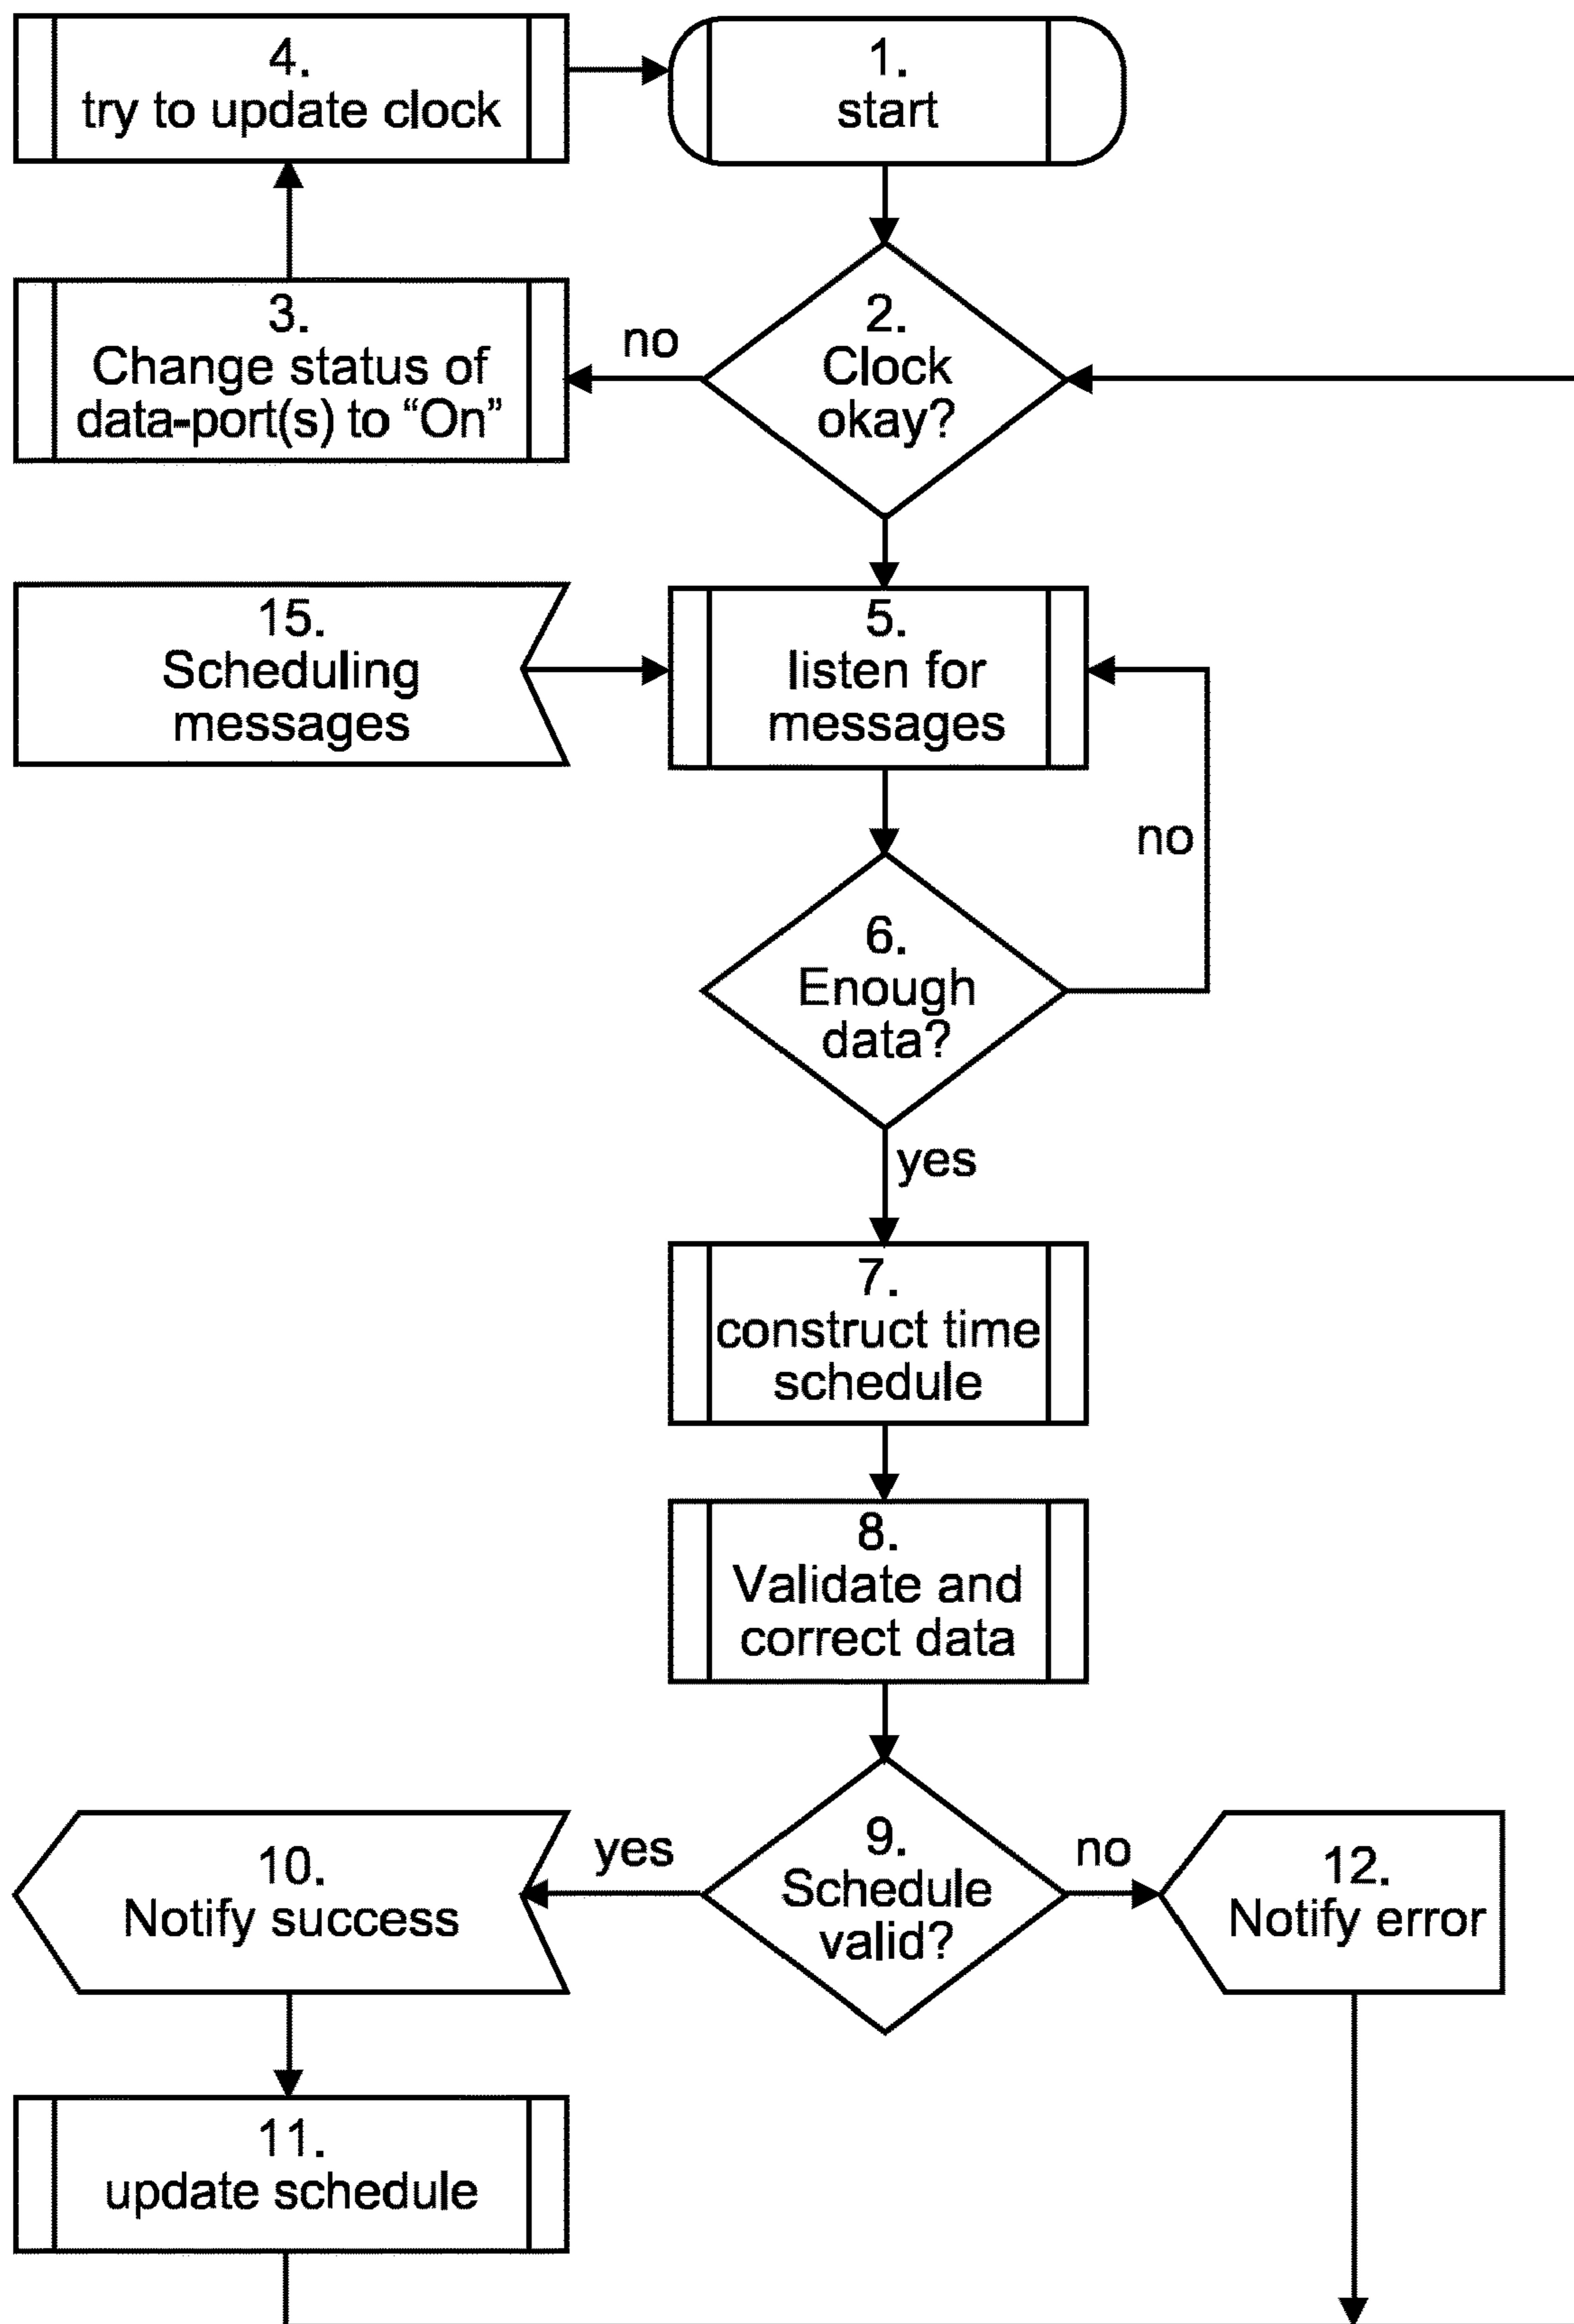 4.
try to update clock
1.
start
3.
Change status of
data-port(s) to “On”
no
2.
Clock
okay?
15.
Scheduling
messages
5.
listen for
messages
no
6.
Enough
data?
yes
7.
construct time
schedule
8.
Validate and
correct data
10.
Notify success
yes
9.
Schedule
valid?
no
12.
Notify error
11.
update schedule